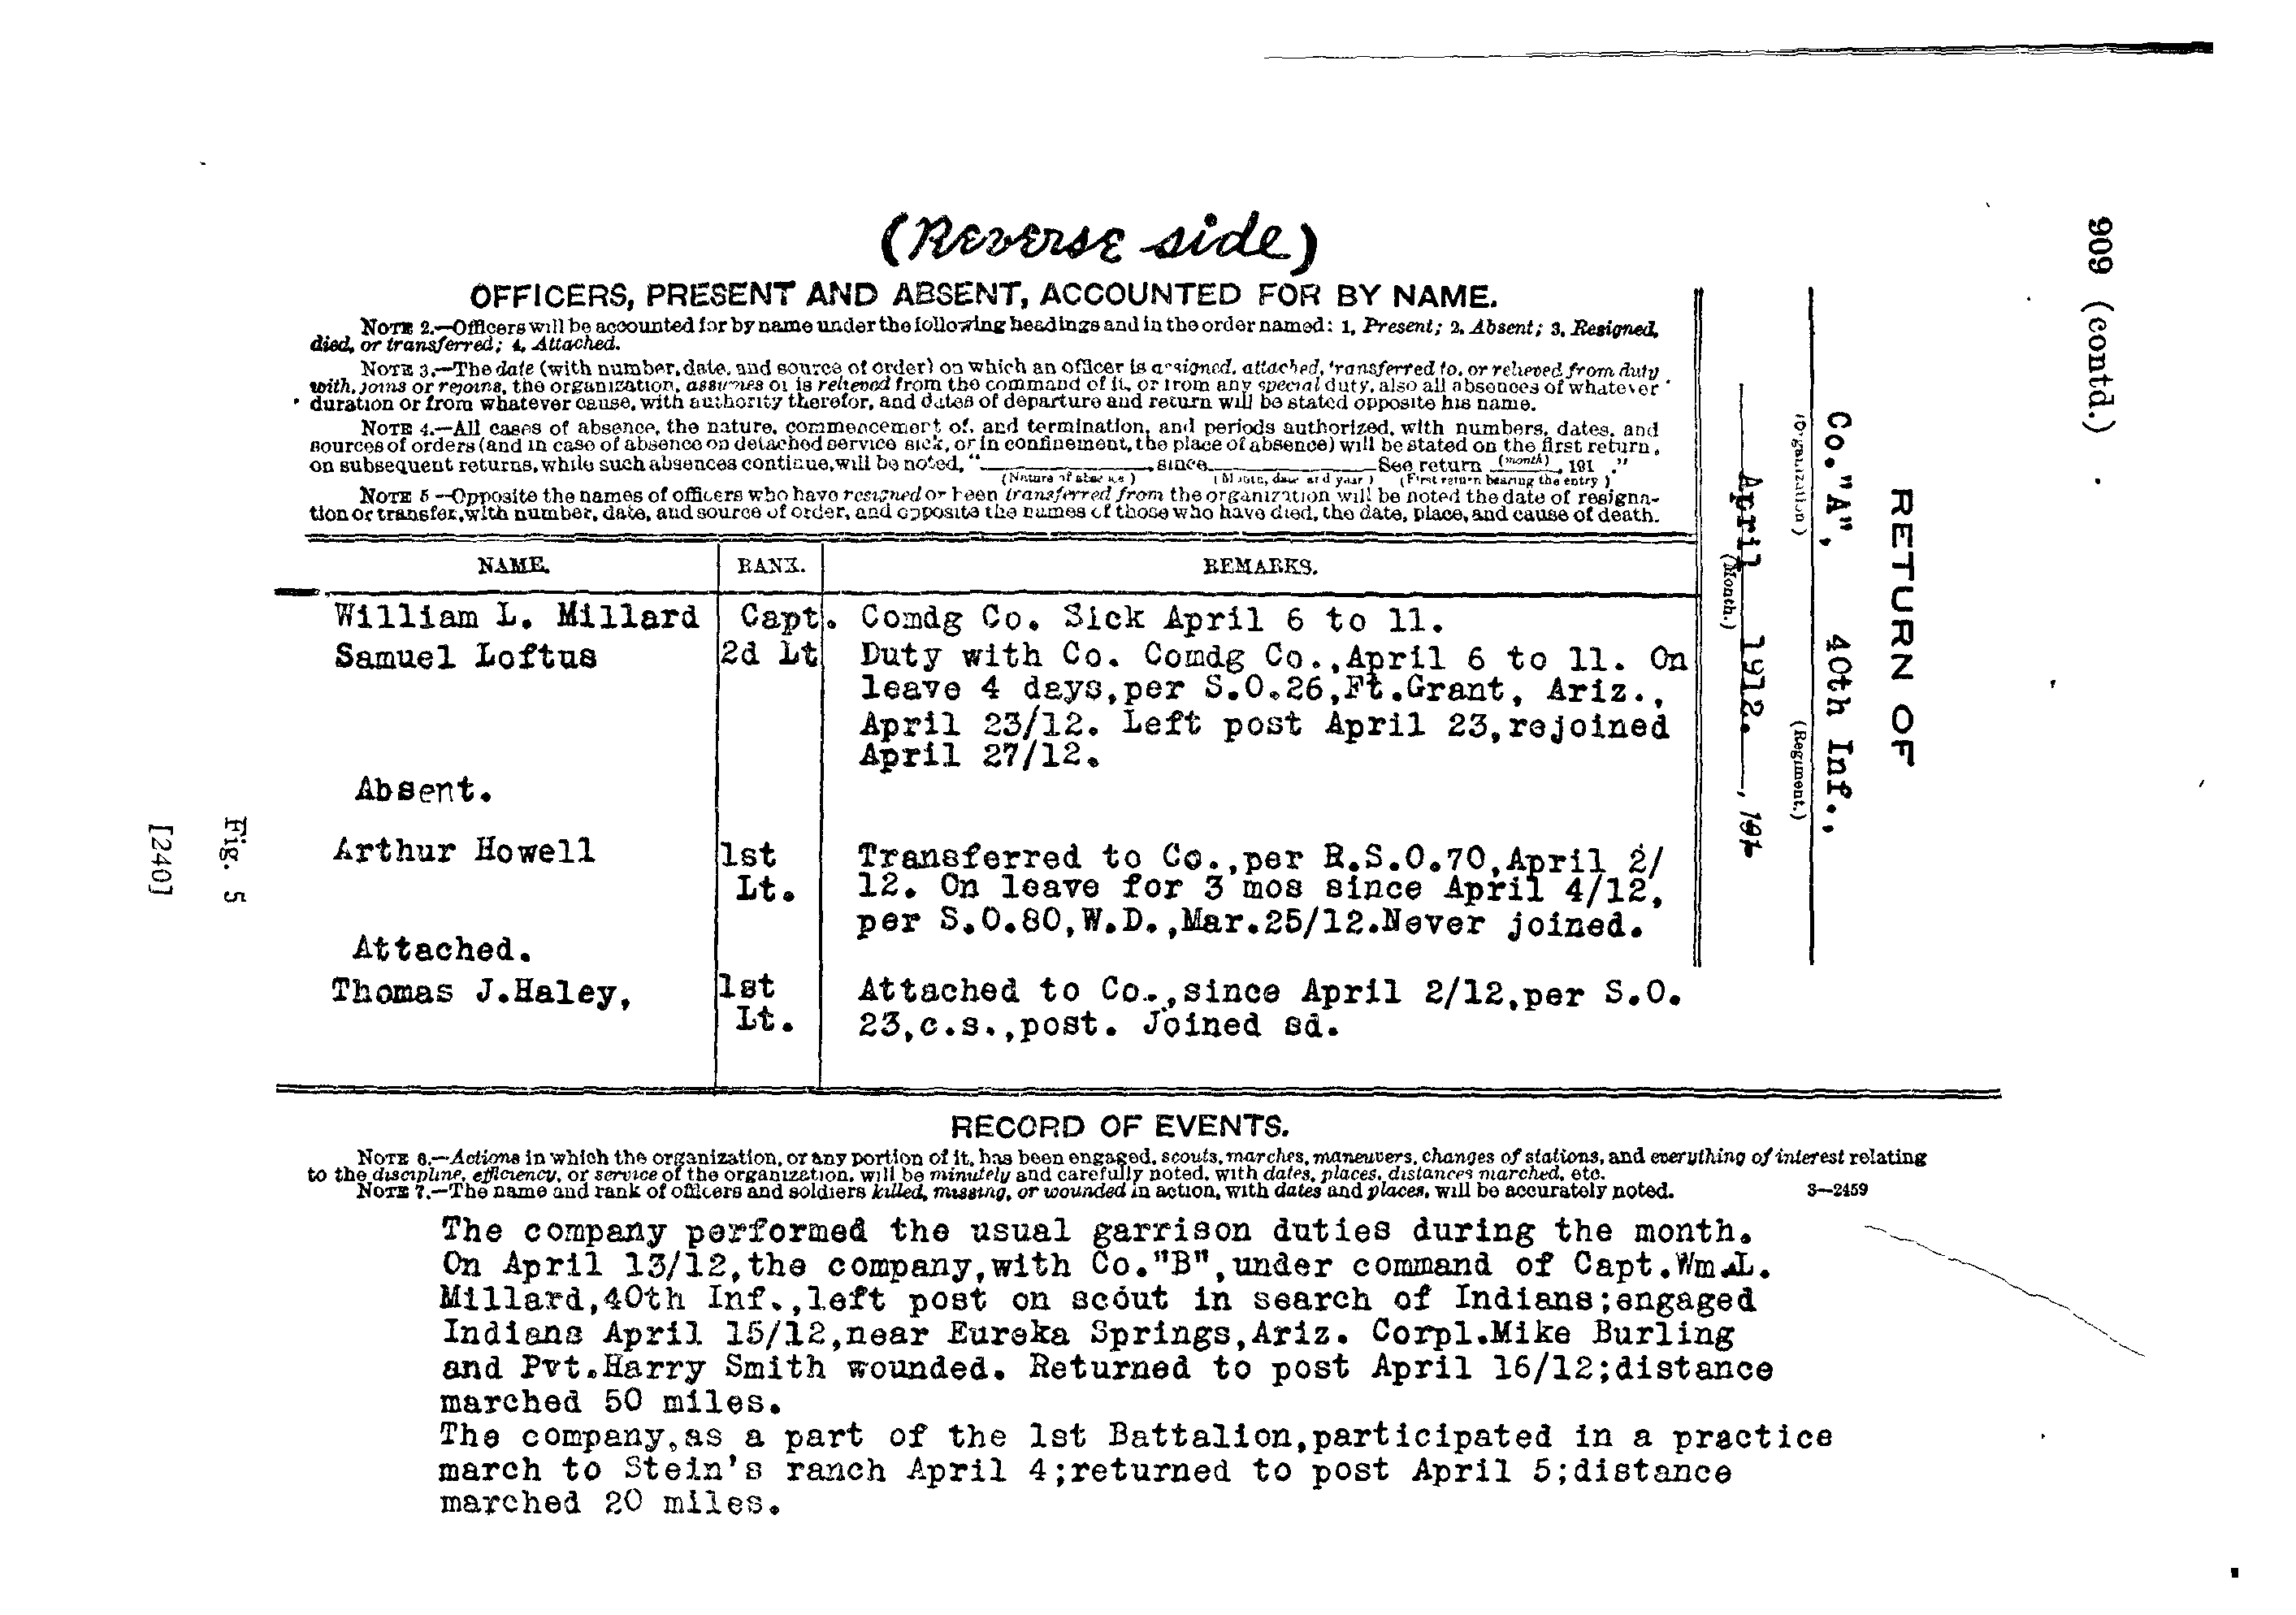 (Reverse side)
OFFICERS, PRESENT AND ABSENT, ACCOUNTED FOR BY NAME.
NOTE 2.—Officers will be accounted for by name under the following headings and in the order named: 1, Present; 2, Absent; 3, Resigned,
died, or transferred; 4, Attached.
NOTE 3.—The date (with number, date, and source of order) on which an officer is assigned, attached, transferred to, or relieved from duty
with, joins or rejoins, the organization, assumes or is relieved from the command of it, or from any special duty, also all absences of whatever
duration or from whatever cause, with authority therefor, and dates of departure and return will be stated opposite his name.
NOTE 4.—All cases of absence, the nature, commencement of, and termination, and periods authorized, with numbers, dates, and
sources of orders (and in case of absence on detached service sick, or in confinement, the place of absence) will be stated on the first return,
on subsequent returns, while such absences continue, will be noted, "________, since ________ See return (month), 191 ."
(Nature of absence) (Month, day and year) (First return bearing the entry)
NOTE 5—Opposite the names of officers who have resigned or been transferred from the organization will be noted the date of resigna-
tion or transfer, with number, date, and source of order, and opposite the names of those who have died, the date, place, and cause of death.
NAME. RANK. REMARKS.
William L. Millard Capt. Comdg Co. Sick April 6 to 11.
Samuel Loftus 2d Lt Duty with Co. Comdg Co.,April 6 to 11. On
leave 4 days,per S.O.26,Ft.Grant, Ariz.,
April 23/12. Left post April 23,rejoined
April 27/12.
Absent.
Arthur Howell 1st Transferred to Co.,per R.S.O.70,April 2/
Lt. 12. On leave for 3 mos since April 4/12,
per S.O.80,W.D.,Mar.25/12.Never joined.
Attached.
Thomas J.Haley, 1st Attached to Co.,since April 2/12,per S.O.
Lt. 23,c.s.,post. Joined sd.
RECORD OF EVENTS.
NOTE 6.—Actions in which the organization, or any portion of it, has been engaged, scouts, marches, maneuvers, changes of stations, and everything of interest relating
to the discipline, efficiency, or service of the organization, will be minutely and carefully noted, with dates, places, distances marched, etc.
NOTE 7.—The name and rank of officers and soldiers killed, missing, or wounded in action, with dates and places, will be accurately noted. 3—2459
The company performed the usual garrison duties during the month.
On April 13/12,the company,with Co."B",under command of Capt.Wm.L.
Millard,40th Inf.,left post on scout in search of Indians;engaged
Indians April 15/12,near Eureka Springs,Ariz. Corpl.Mike Burling
and Pvt.Harry Smith wounded. Returned to post April 16/12;distance
marched 50 miles.
The company,as a part of the 1st Battalion,participated in a practice
march to Stein's ranch April 4;returned to post April 5;distance
marched 20 miles.
RETURN OF
Co."A", 40th Inf.,
(Organization) (Regiment.)
April 1912. , 191
(Month.)
909 (contd.)
Fig. 5
[240]